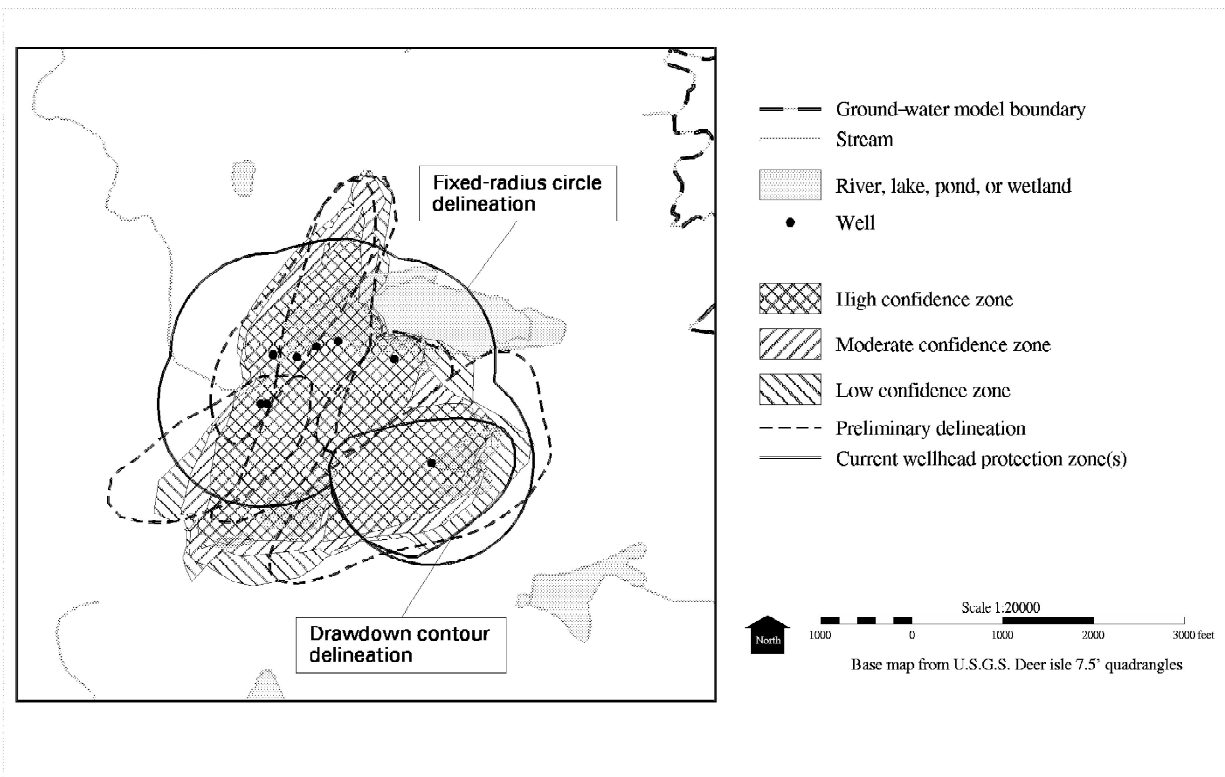 Fixed-radius circle
delineation
Drawdown contour
delineation
Ground-water model boundary
Stream
River, lake, pond, or wetland
Well
High confidence zone
Moderate confidence zone
Low confidence zone
Preliminary delineation
Current wellhead protection zone(s)
North
Scale 1:20000
1000 0 1000 2000 3000 feet
Base map from U.S.G.S. Deer isle 7.5' quadrangles